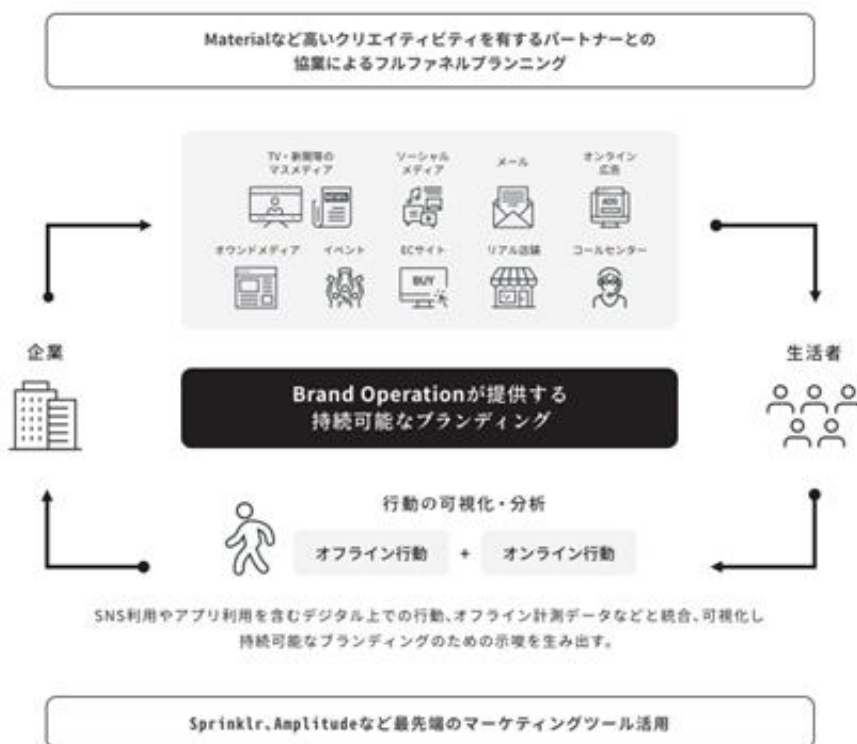 Materialなど高いクリエイティビティを有するパートナーとの
協業によるフルファネルプランニング
TV・新聞等の
マスメディア
ソーシャル
メディア
メール
オンライン
広告
NEWS
ADS
オウンドメディア
イベント
ECサイト
リアル店舗
コールセンター
BUY
企業
生活者
Brand Operationが提供する
持続可能なブランディング
行動の可視化・分析
オフライン行動 + オンライン行動
SNS利用やアプリ利用を含むデジタル上での行動、オフライン計測データなどと統合、可視化し
持続可能なブランディングのための示唆を生み出す。
Sprinklr、Amplitudeなど最先端のマーケティングツール活用